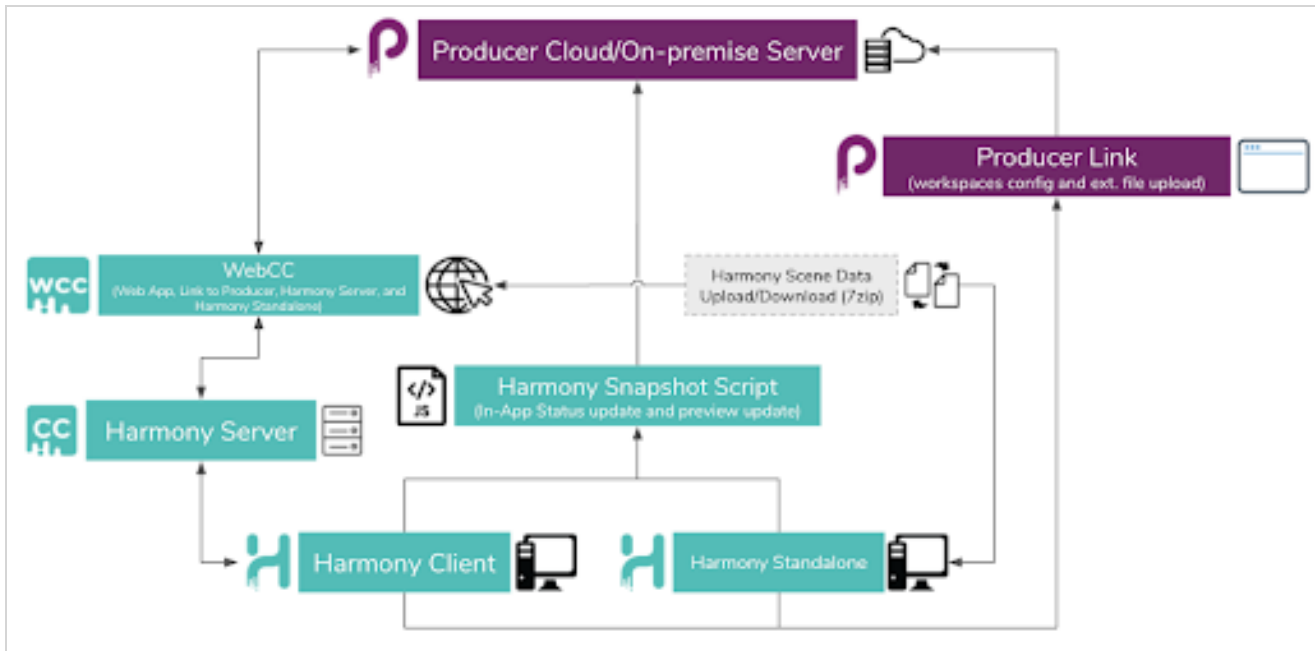 Producer Cloud/On-premise Server
Producer Link
(workspaces config and ext. file upload)
WCC
WebCC
(Web App, Link to Producer, Harmony Server, and
Harmony Standalone)
Harmony Scene Data
Upload/Download (7zip)
</>
JS
Harmony Snapshot Script
(In-App Status update and preview update)
CC
Harmony Server
Harmony Client
Harmony Standalone